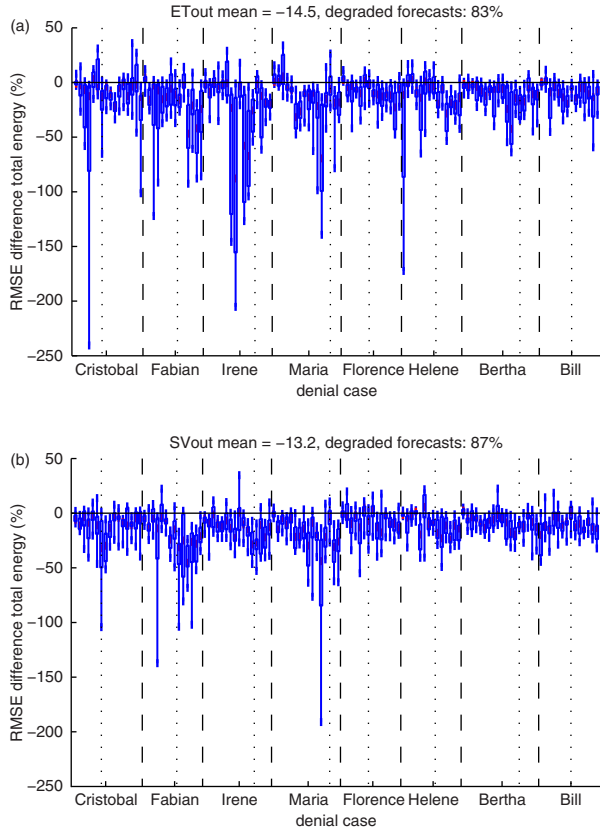 (a)
ETout mean = −14.5, degraded forecasts: 83%
50
0
−50
−100
−150
−200
−250
RMSE difference total energy (%)
Cristobal Fabian Irene Maria Florence Helene Bertha Bill
denial case
(b)
SVout mean = −13.2, degraded forecasts: 87%
50
0
−50
−100
−150
−200
−250
RMSE difference total energy (%)
Cristobal Fabian Irene Maria Florence Helene Bertha Bill
denial case